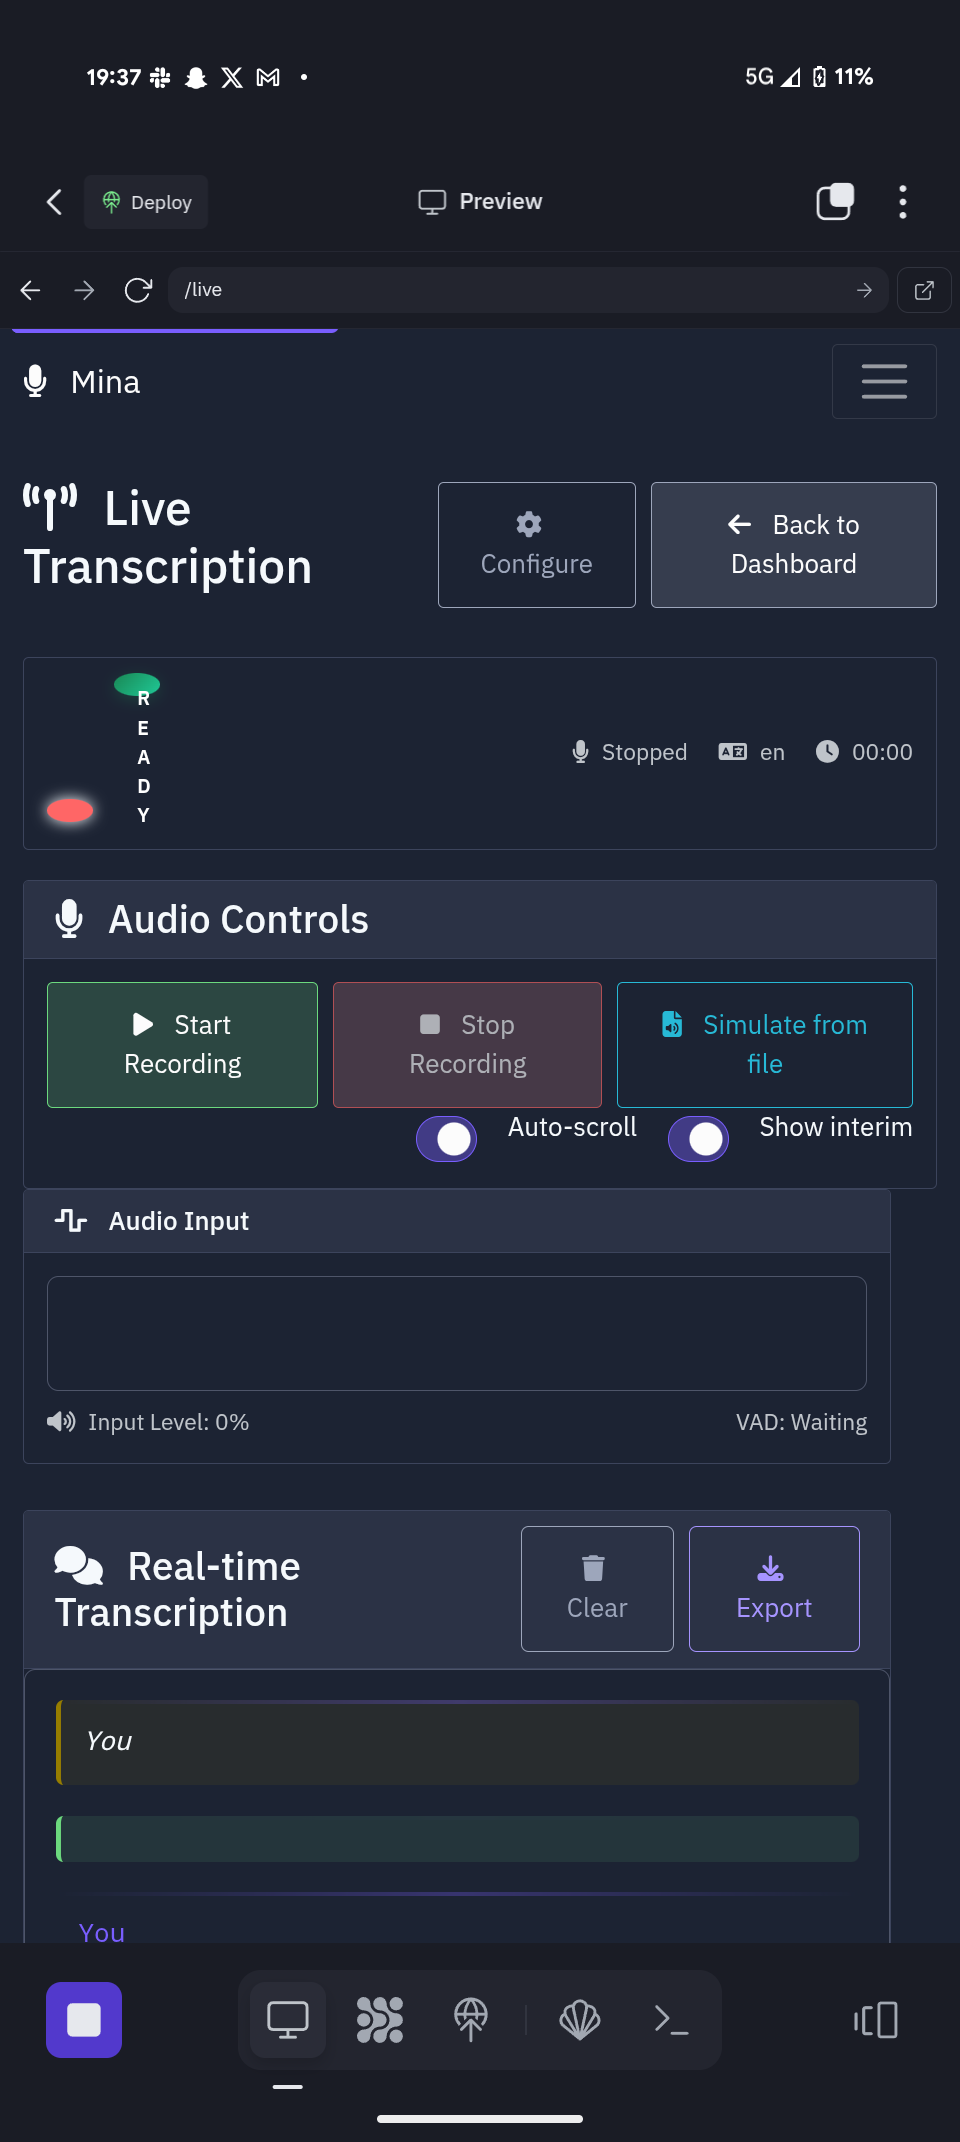 19:37
5G 11%
Deploy
Preview
/live
Mina
Live
Transcription
Configure
Back to
Dashboard
READY
Stopped
en
00:00
Audio Controls
Start
Recording
Stop
Recording
Simulate from
file
Auto-scroll
Show interim
Audio Input
Input Level: 0%
VAD: Waiting
Real-time
Transcription
Clear
Export
You
You